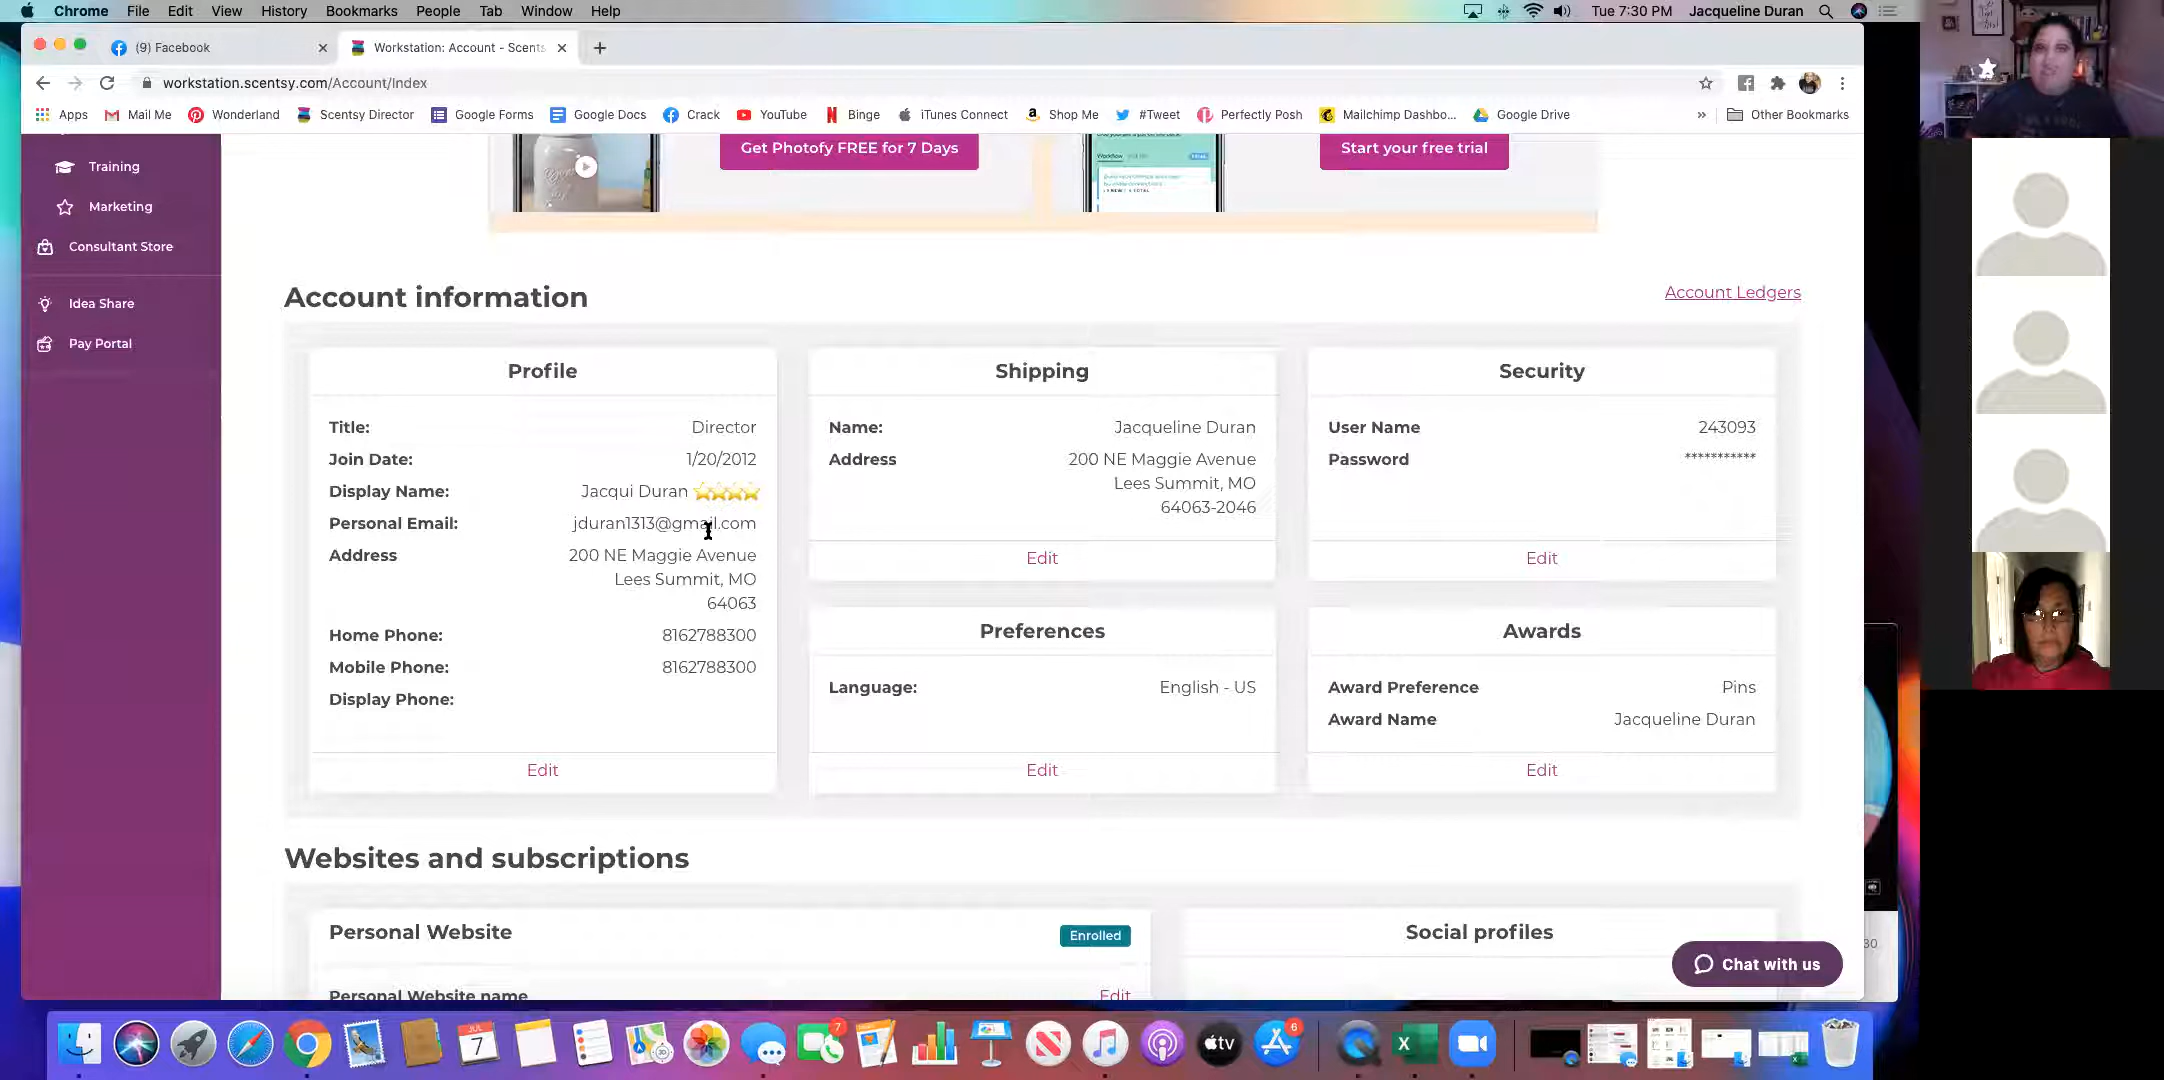 Chrome File Edit View History Bookmarks People Tab Window Help
Tue 7:30 PM Jacqueline Duran
(9) Facebook
Workstation: Account - Scents
workstation.scentsy.com/Account/Index
Apps Mail Me Wonderland Scentsy Director Google Forms Google Docs Crack YouTube Binge iTunes Connect Shop Me #Tweet Perfectly Posh Mailchimp Dashbo... Google Drive » Other Bookmarks
Training
Marketing
Consultant Store
Idea Share
Pay Portal
Get Photofy FREE for 7 Days
Workflow
Start your free trial
Account information
Account Ledgers
Profile
Title: Director
Join Date: 1/20/2012
Display Name: Jacqui Duran ⭐⭐⭐⭐
Personal Email: jduran1313@gmail.com
Address 200 NE Maggie Avenue
Lees Summit, MO
64063
Home Phone: 8162788300
Mobile Phone: 8162788300
Display Phone:
Edit
Shipping
Name: Jacqueline Duran
Address 200 NE Maggie Avenue
Lees Summit, MO
64063-2046
Edit
Security
User Name 243093
Password ***********
Edit
Preferences
Language: English - US
Edit
Awards
Award Preference Pins
Award Name Jacqueline Duran
Edit
Websites and subscriptions
Personal Website
Enrolled
Personal Website name
Edit
Social profiles
Chat with us
30
JUL
7
7
tv
6
X